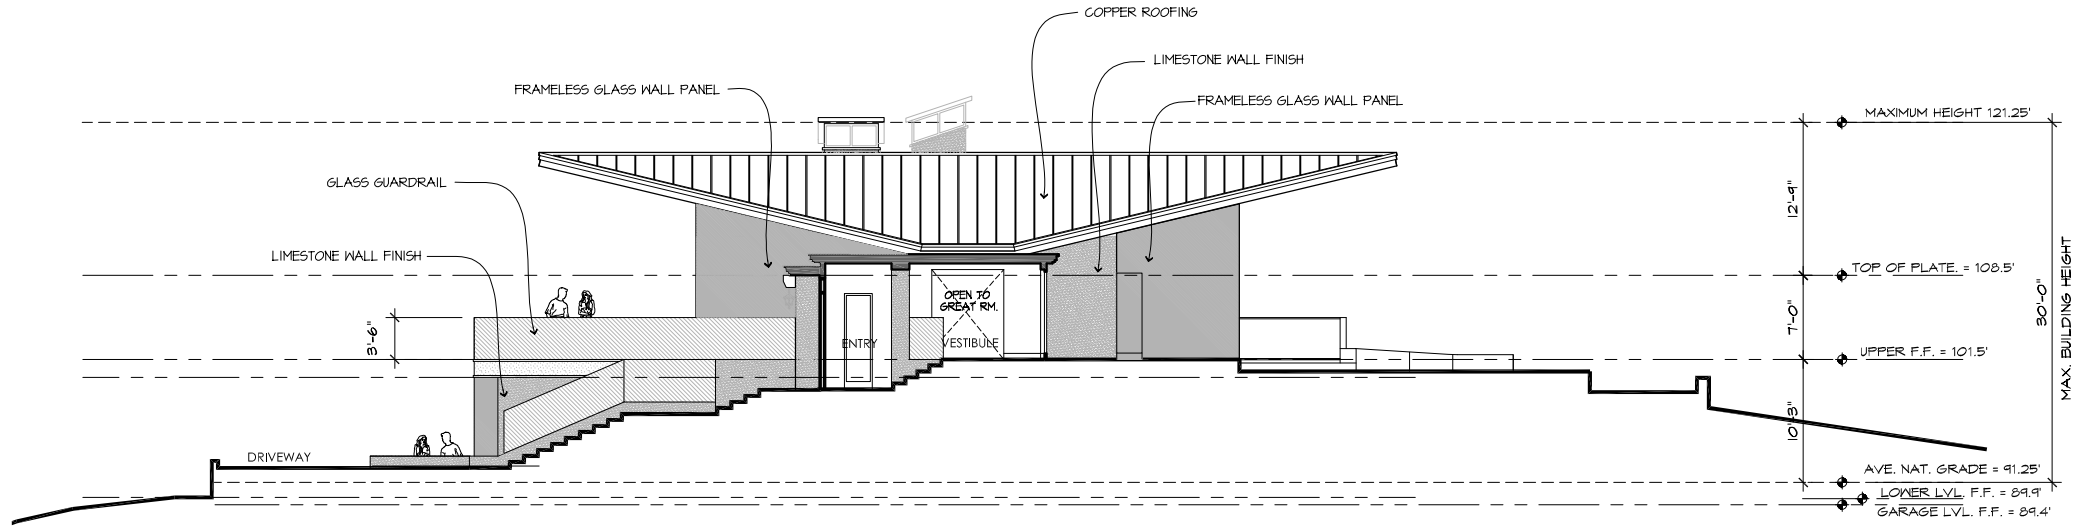 COPPER ROOFING
LIMESTONE WALL FINISH
FRAMELESS GLASS WALL PANEL
FRAMELESS GLASS WALL PANEL
MAXIMUM HEIGHT 121.25'
GLASS GUARDRAIL
12'-9"
LIMESTONE WALL FINISH
TOP OF PLATE. = 108.5'
OPEN TO
GREAT RM.
3'-6"
7'-0"
30'-0"
MAX. BUILDING HEIGHT
ENTRY
VESTIBULE
UPPER F.F. = 101.5'
10'-3"
DRIVEWAY
AVE. NAT. GRADE = 91.25'
LOWER LVL. F.F. = 89.9'
GARAGE LVL. F.F. = 89.4'